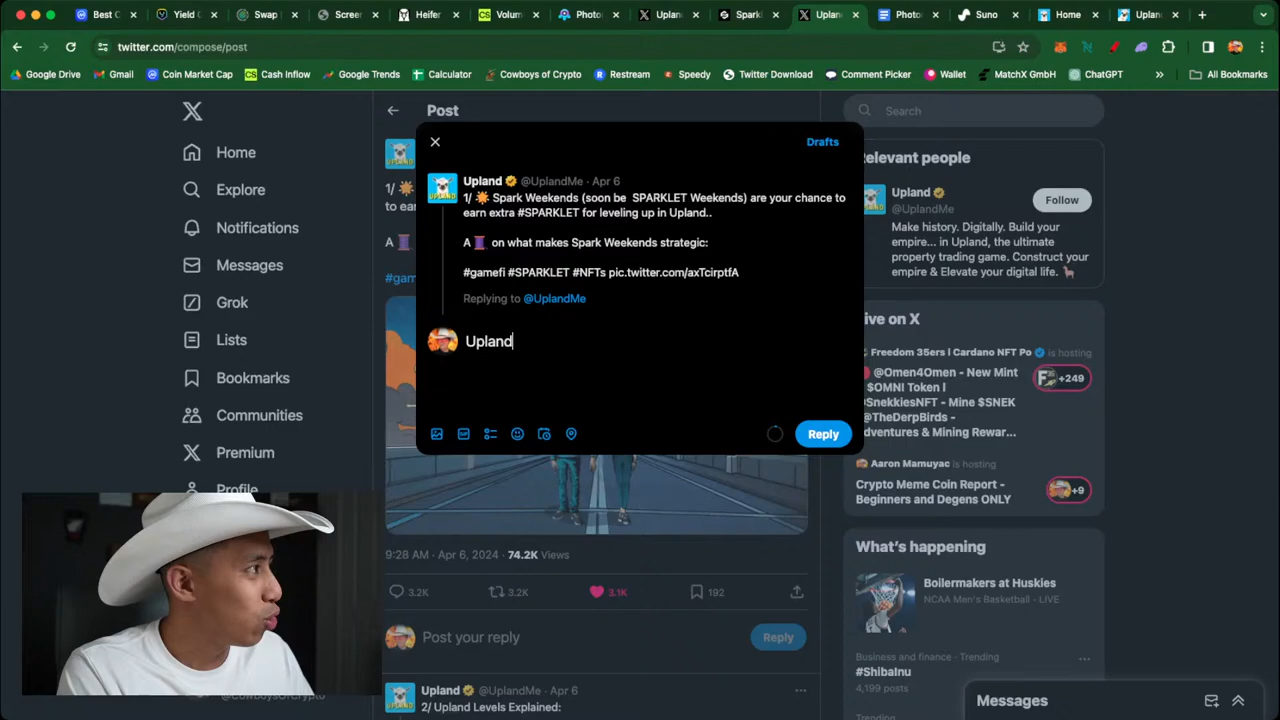 Best C
Yield G
Swap
Screer
Heifer
Volum
Photo
Uplan
Sparkl
Uplan
Photo
Suno
Home
Uplan
twitter.com/compose/post
Google Drive
Gmail
Coin Market Cap
Cash Inflow
Google Trends
Calculator
Cowboys of Crypto
Restream
Speedy
Twitter Download
Comment Picker
Wallet
MatchX GmbH
ChatGPT
All Bookmarks
Home
Explore
Notifications
Messages
Grok
Lists
Bookmarks
Communities
Premium
Profile
Post
Drafts
Upland @UplandMe · Apr 6
1/ Spark Weekends (soon be SPARKLET Weekends) are your chance to
earn extra #SPARKLET for leveling up in Upland..
A on what makes Spark Weekends strategic:
#gamefi #SPARKLET #NFTs pic.twitter.com/axTcirptfA
Replying to @UplandMe
Upland
Reply
1/
to ear
A
#gam
9:28 AM · Apr 6, 2024 · 74.2K Views
3.2K
3.2K
3.1K
192
Post your reply
Reply
Upland @UplandMe · Apr 6
2/ Upland Levels Explained:
Search
Relevant people
Upland
@UplandMe
Follow
Make history. Digitally. Build your
empire... in Upland, the ultimate
property trading game. Construct your
empire & Elevate your digital life.
Live on X
Freedom 35ers l Cardano NFT Po is hosting
@Omen4Omen - New Mint
$OMNI Token l
@SnekkiesNFT - Mine $SNEK
@TheDerpBirds -
Adventures & Mining Rewar...
+249
Aaron Mamuyac is hosting
Crypto Meme Coin Report -
Beginners and Degens ONLY
+9
What's happening
Boilermakers at Huskies
NCAA Men's Basketball · LIVE
Business and finance · Trending
#ShibaInu
4,199 posts
Messages